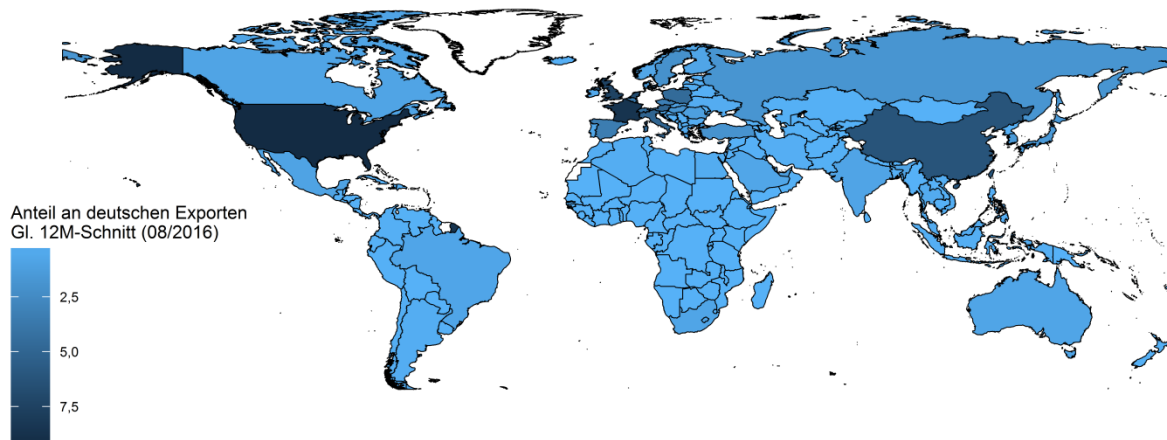 Anteil an deutschen Exporten
Gl. 12M-Schnitt (08/2016)
2,5
5,0
7,5